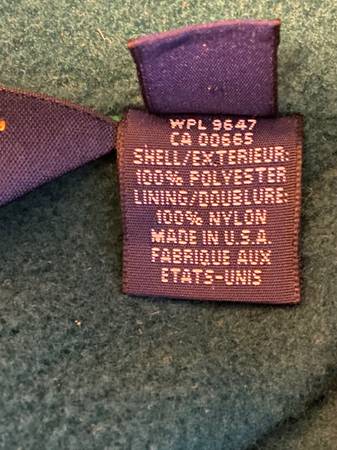 WPL 9647
CA 00665
SHELL/EXTERIEUR:
100% POLYESTER
LINING/DOUBLURE:
100% NYLON
MADE IN U.S.A.
FABRIQUE AUX
ETATS-UNIS